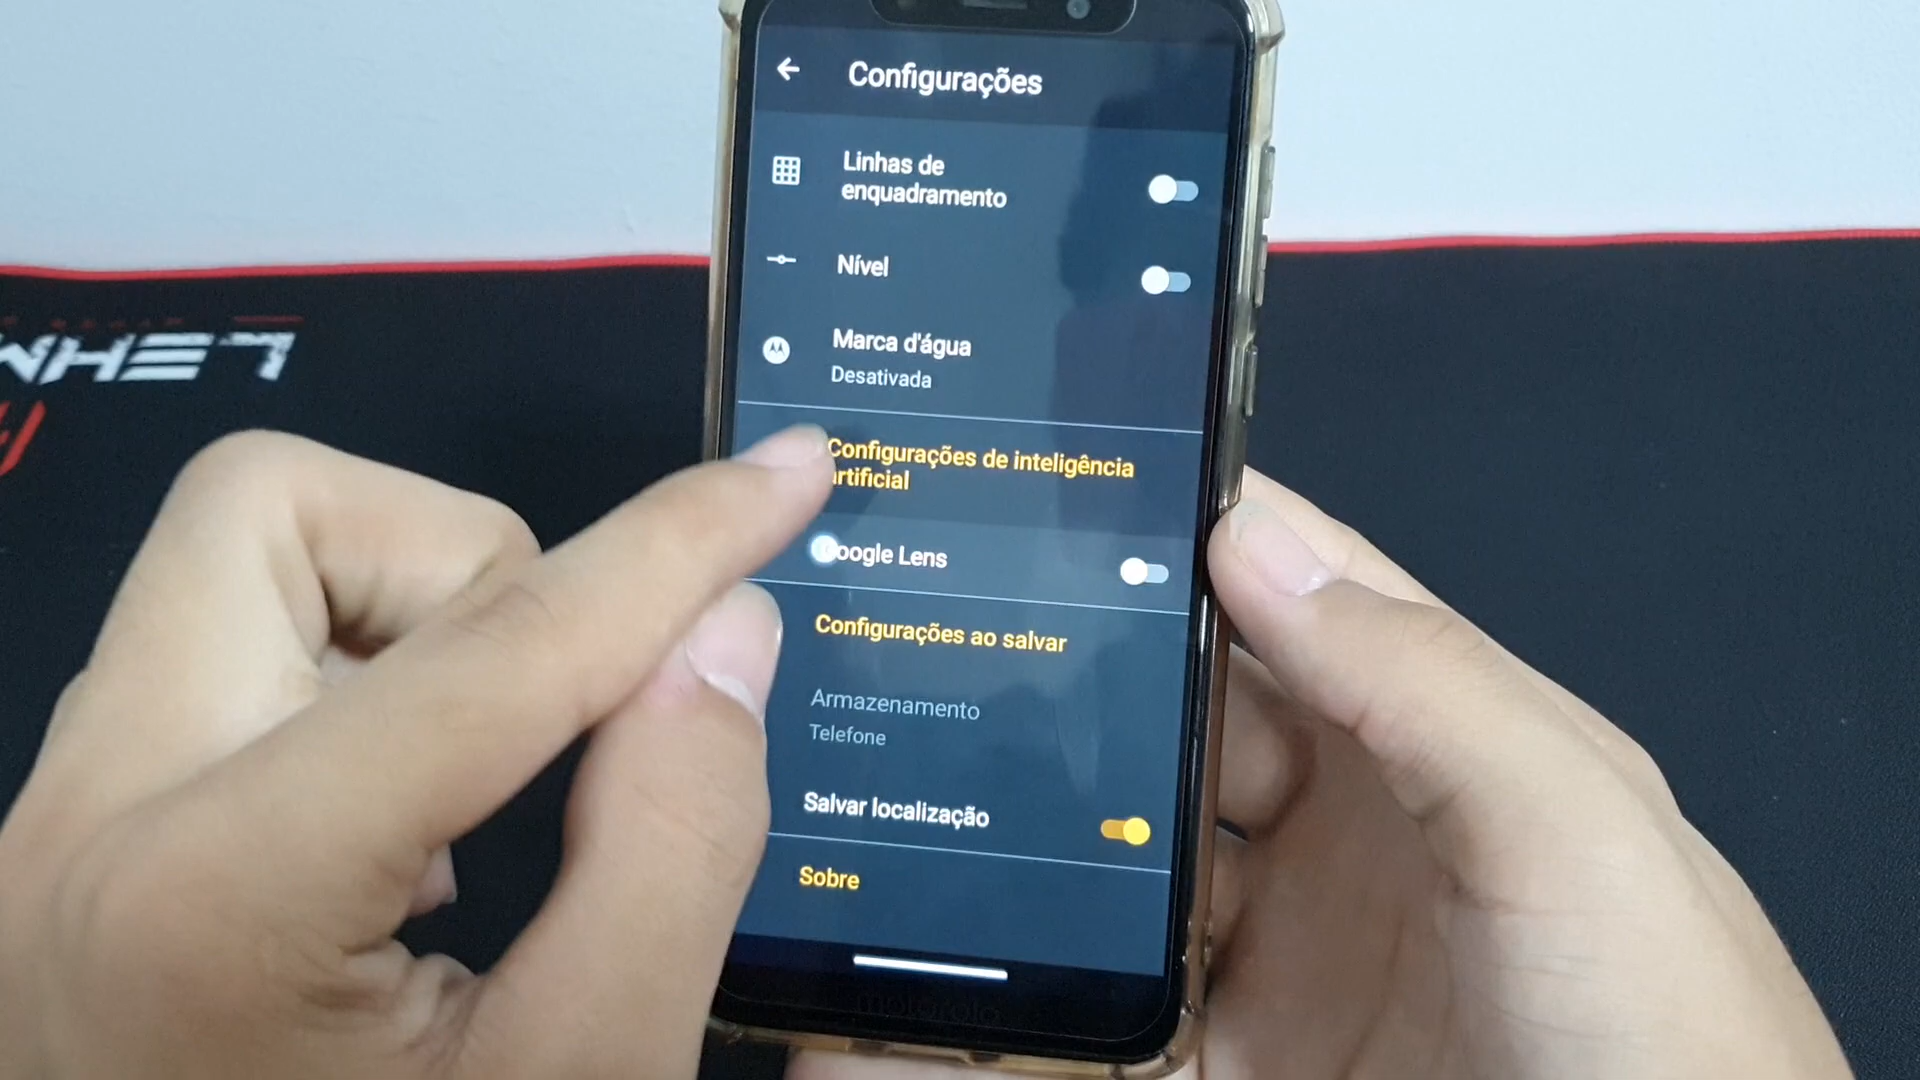 Configurações
Linhas de
enquadramento
Nível
Marca d'água
Desativada
Configurações de inteligência
artificial
Google Lens
Configurações ao salvar
Armazenamento
Telefone
Salvar localização
Sobre
motorola